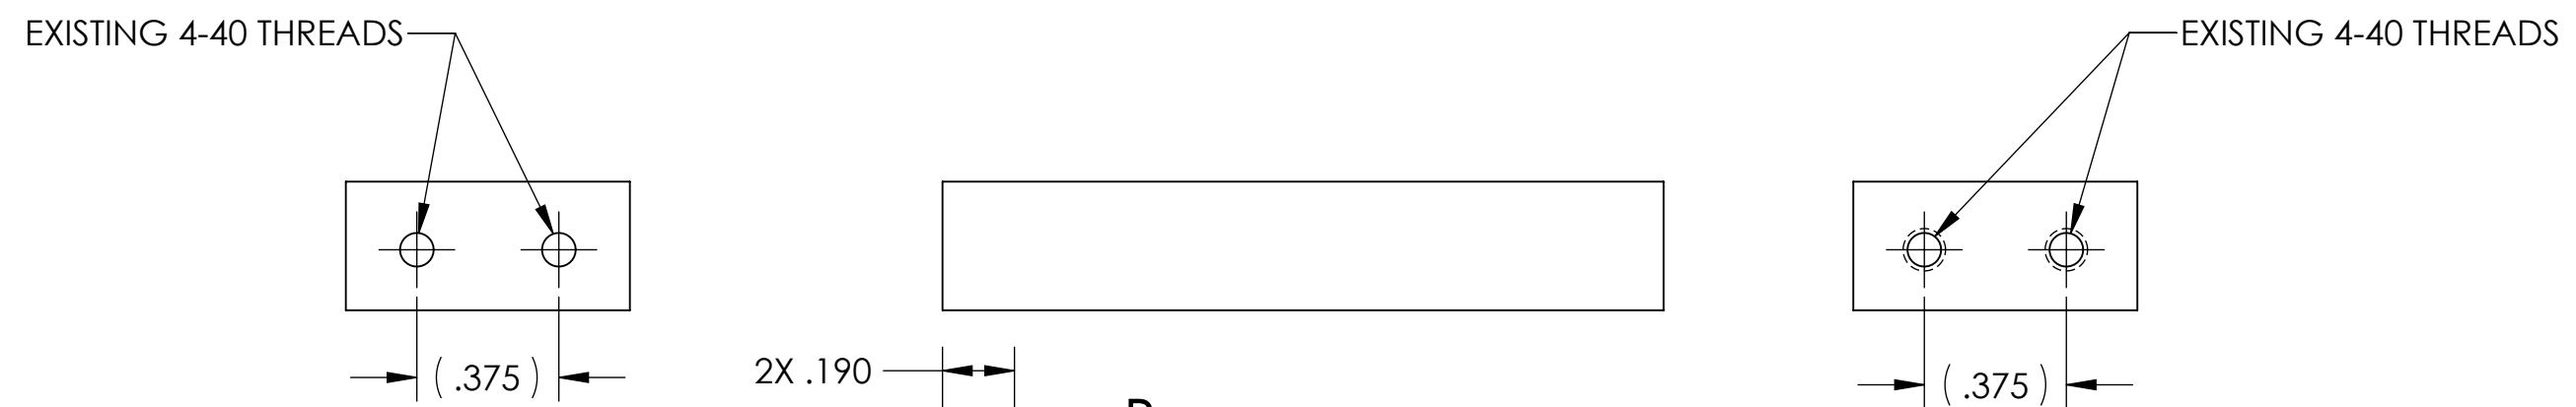 EXISTING 4-40 THREADS
EXISTING 4-40 THREADS
2X .190
( .375 )
( .375 )